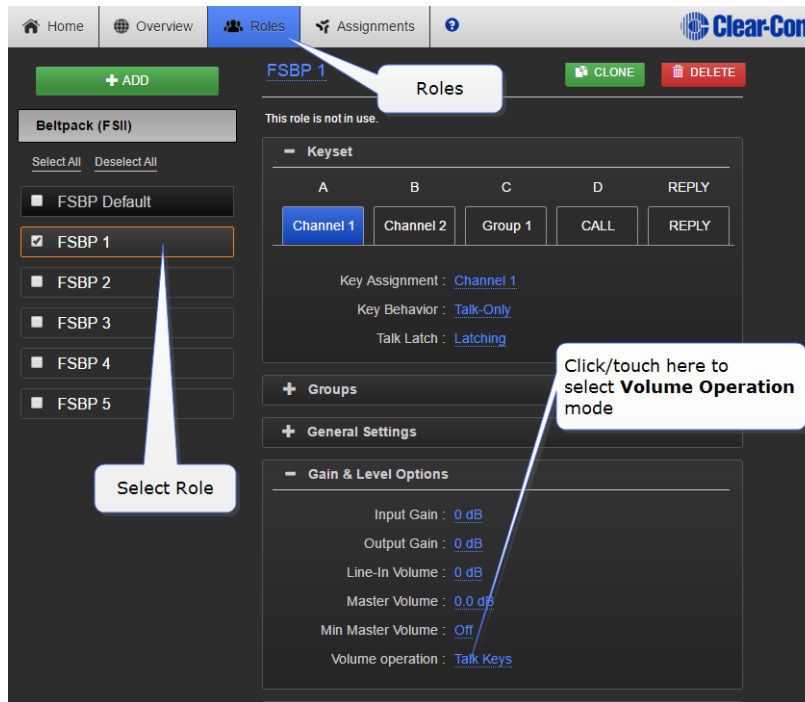 Home Overview Roles Assignments ? Clear-Com
+ ADD
Beltpack (FSII)
Select All Deselect All
FSBP Default
FSBP 1
FSBP 2
FSBP 3
FSBP 4
FSBP 5
Select Role
FSBP 1 CLONE DELETE
Roles
This role is not in use.
Keyset
A B C D REPLY
Channel 1 Channel 2 Group 1 CALL REPLY
Key Assignment : Channel 1
Key Behavior : Talk-Only
Talk Latch : Latching
Click/touch here to
select Volume Operation
mode
+ Groups
+ General Settings
− Gain & Level Options
Input Gain : 0 dB
Output Gain : 0 dB
Line-In Volume : 0 dB
Master Volume : 0.0 dB
Min Master Volume : Off
Volume operation : Talk Keys